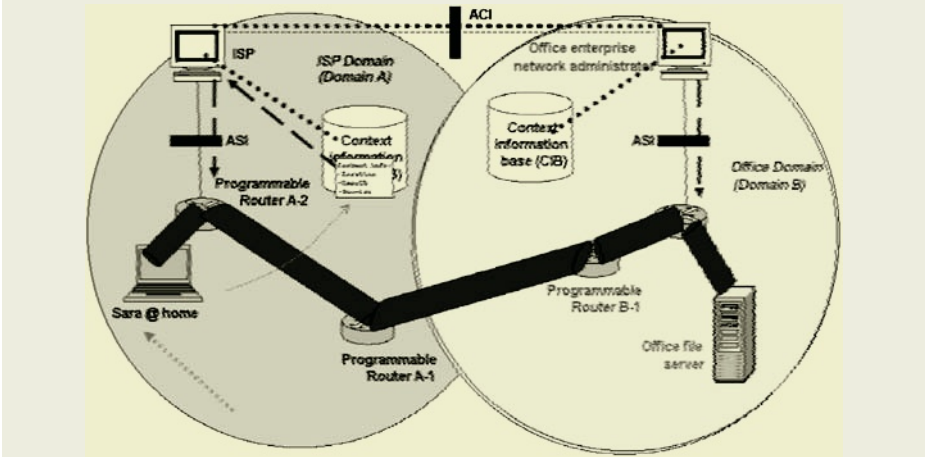 ACI
ISP
ISP Domain
(Domain A)
Office enterprise
network administrator
Context
information
Context
information
base (CIB)
ASI
ASI
Office Domain
(Domain B)
Programmable
Router A-2
Sara @ home
Programmable
Router A-1
Programmable
Router B-1
Office file
server